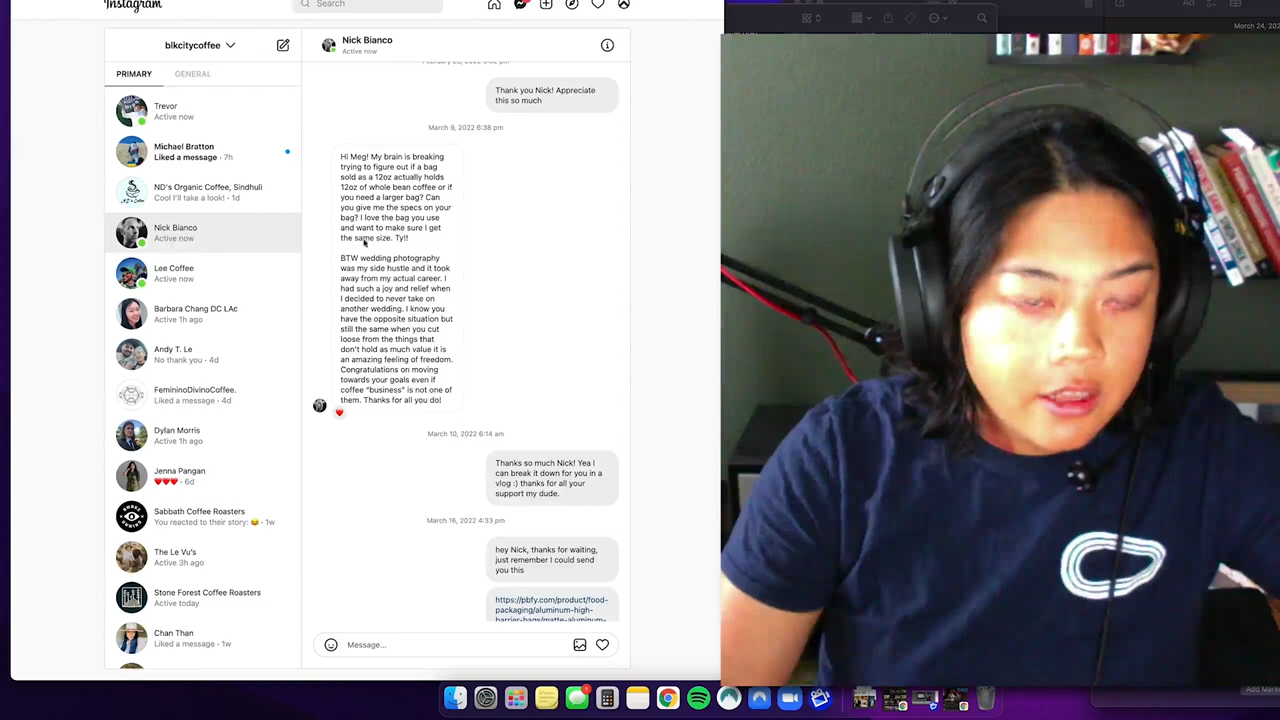 Instagram
Search
March 24, 202
blkcitycoffee
PRIMARY
GENERAL
Trevor
Active now
Michael Bratton
Liked a message · 7h
ND's Organic Coffee, Sindhuli
Cool I'll take a look! · 1d
Nick Bianco
Active now
Lee Coffee
Active now
Barbara Chang DC LAc
Active 1h ago
Andy T. Le
No thank you · 4d
FemininoDivinoCoffee.
Liked a message · 4d
Dylan Morris
Active 1h ago
Jenna Pangan
❤️❤️❤️ · 6d
Sabbath Coffee Roasters
You reacted to their story: 😂 · 1w
The Le Vu's
Active 3h ago
Stone Forest Coffee Roasters
Active today
Chan Than
Liked a message · 1w
Nick Bianco
Active now
Thank you Nick! Appreciate
this so much
March 9, 2022 6:38 pm
Hi Meg! My brain is breaking
trying to figure out if a bag
sold as a 12oz actually holds
12oz of whole bean coffee or if
you need a larger bag? Can
you give me the specs on your
bag? I love the bag you use
and want to make sure I get
the same size. Ty!!
BTW wedding photography
was my side hustle and it took
away from my actual career. I
had such a joy and relief when
I decided to never take on
another wedding. I know you
have the opposite situation but
still the same when you cut
loose from the things that
don't hold as much value it is
an amazing feeling of freedom.
Congratulations on moving
towards your goals even if
coffee "business" is not one of
them. Thanks for all you do!
March 10, 2022 6:14 am
Thanks so much Nick! Yea I
can break it down for you in a
vlog :) thanks for all your
support my dude.
March 16, 2022 4:33 pm
hey Nick, thanks for waiting,
just remember I could send
you this
https://pbfy.com/product/food-
packaging/aluminum-high-
barrier-bags/matte-aluminum-
Message...
Add Mark